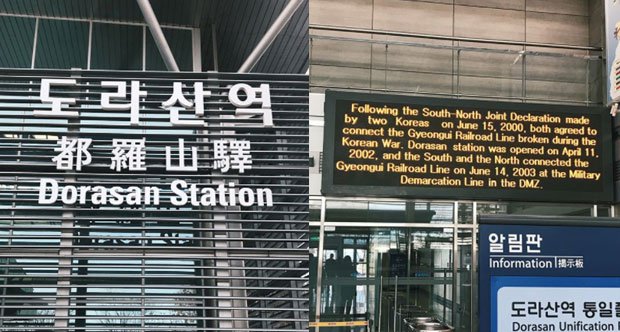 도라산역
都羅山驛
Dorasan Station
Following the South-North Joint Declaration made
by two Koreas on June 15, 2000, both agreed to
connect the Gyeongui Railroad Line broken during the
Korean War. Dorasan station was opened on April 11,
2002, and the South and the North connected the
Gyeongui Railroad Line on June 14, 2003 at the Military
Demarcation Line in the DMZ.
알림판
Information | 揭示板
도라산역 통일플
Dorasan Unification